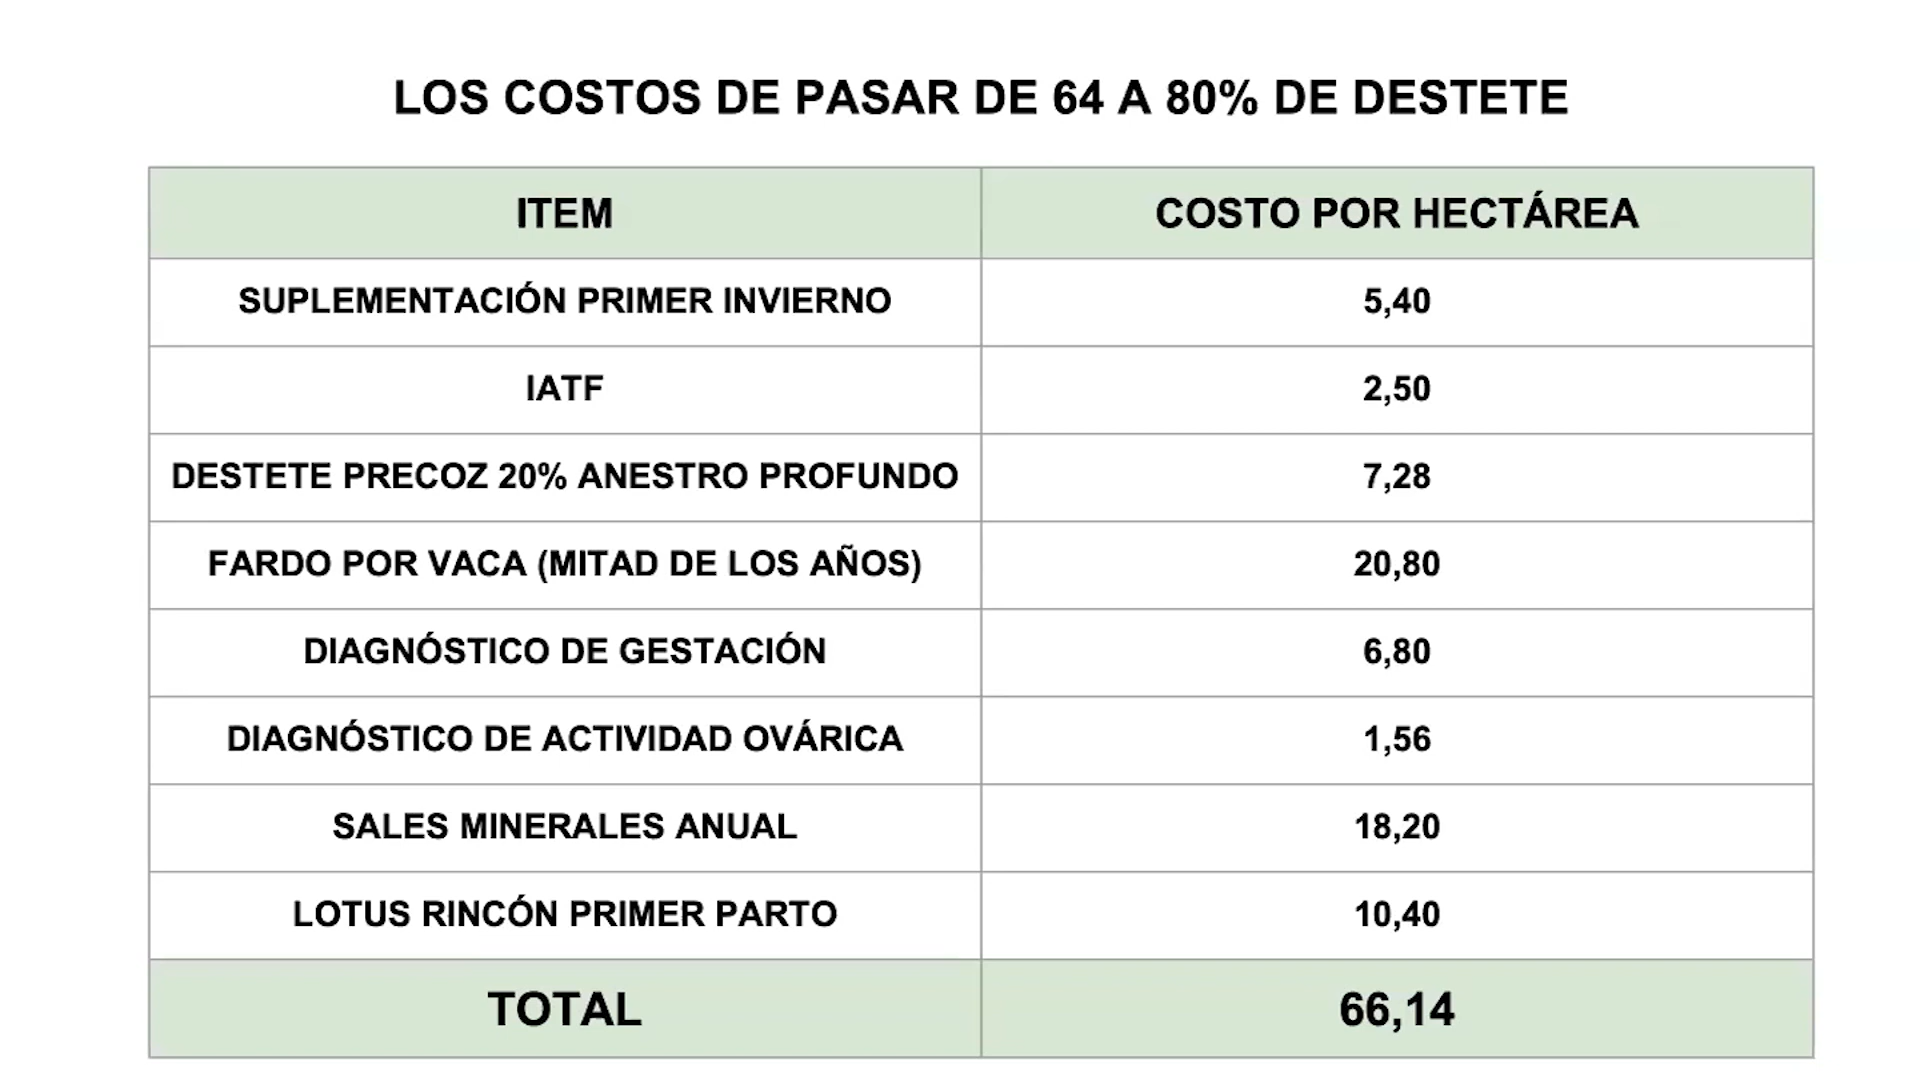 LOS COSTOS DE PASAR DE 64 A 80% DE DESTETE
ITEM COSTO POR HECTÁREA
SUPLEMENTACIÓN PRIMER INVIERNO 5,40
IATF 2,50
DESTETE PRECOZ 20% ANESTRO PROFUNDO 7,28
FARDO POR VACA (MITAD DE LOS AÑOS) 20,80
DIAGNÓSTICO DE GESTACIÓN 6,80
DIAGNÓSTICO DE ACTIVIDAD OVÁRICA 1,56
SALES MINERALES ANUAL 18,20
LOTUS RINCÓN PRIMER PARTO 10,40
TOTAL 66,14